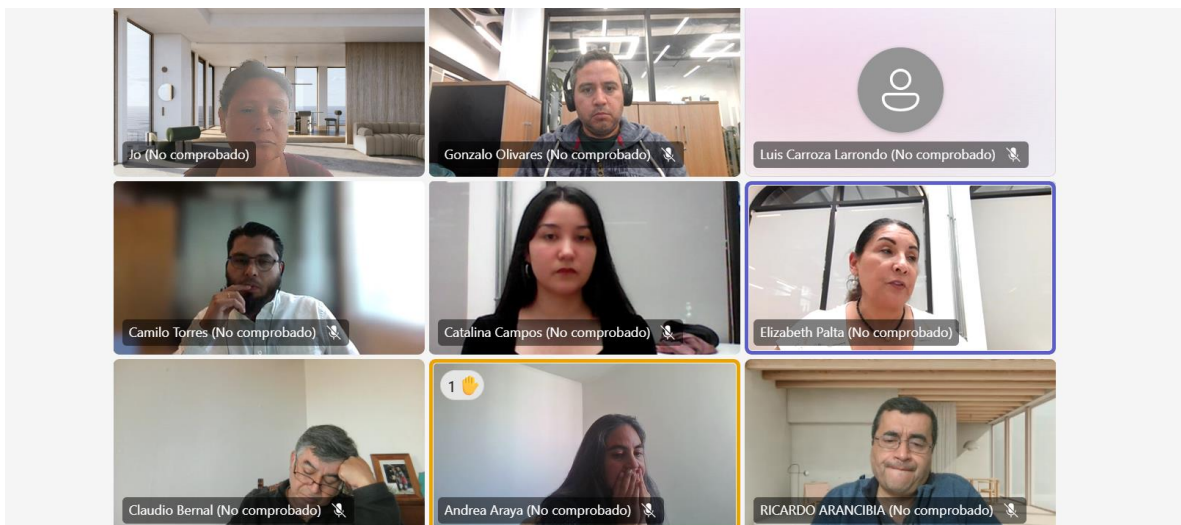 Jo (No comprobado)
Gonzalo Olivares (No comprobado)
Luis Carroza Larrondo (No comprobado)
Camilo Torres (No comprobado)
Catalina Campos (No comprobado)
Elizabeth Palta (No comprobado)
1
Claudio Bernal (No comprobado)
Andrea Araya (No comprobado)
RICARDO ARANCIBIA (No comprobado)